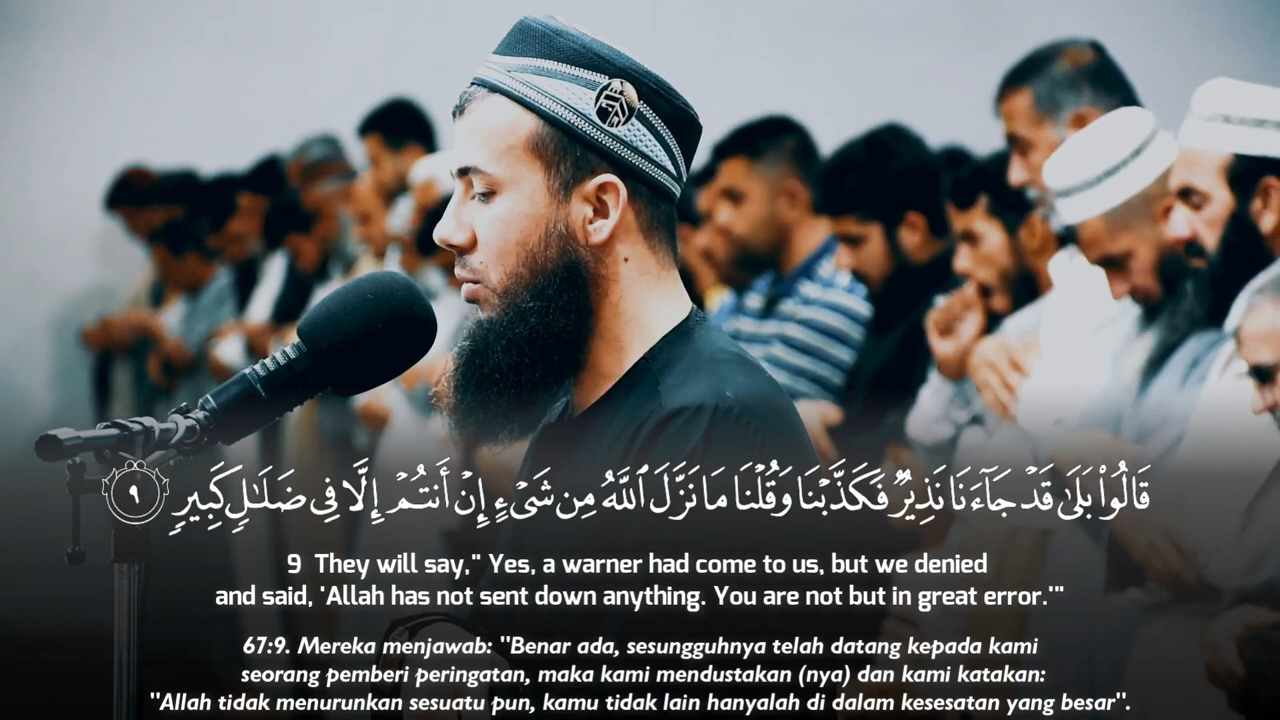 قَالُوا۟ بَلَىٰ قَدْ جَآءَنَا نَذِيرٌ فَكَذَّبْنَا وَقُلْنَا مَا نَزَّلَ ٱللَّهُ مِن شَىْءٍ إِنْ أَنتُمْ إِلَّا فِى ضَلَـٰلٍ كَبِيرٍ ٩
9 They will say," Yes, a warner had come to us, but we denied
and said, 'Allah has not sent down anything. You are not but in great error.'"
67:9. Mereka menjawab: "Benar ada, sesungguhnya telah datang kepada kami
seorang pemberi peringatan, maka kami mendustakan (nya) dan kami katakan:
"Allah tidak menurunkan sesuatu pun, kamu tidak lain hanyalah di dalam kesesatan yang besar".